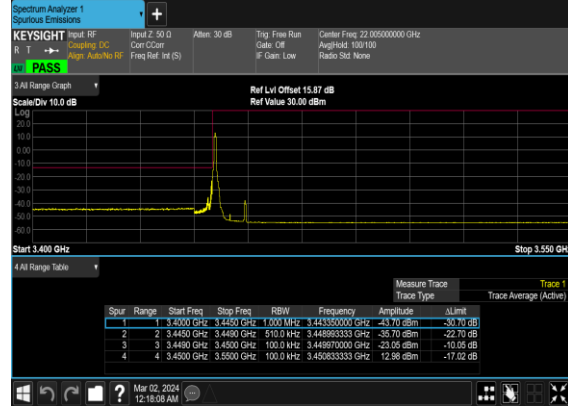 Spectrum Analyzer 1
Spurious Emissions
+
KEYSIGHT Input: RF Input Z: 50 Ω Atten: 30 dB Trig: Free Run Center Freq: 22.005000000 GHz
R T Coupling: DC Corr CCorr Gate: Off Avg|Hold: 100/100
Align: Auto/No RF Freq Ref: Int (S) IF Gain: Low Radio Std: None
PASS
3 All Range Graph Ref Lvl Offset 15.87 dB
Scale/Div 10.0 dB Ref Value 30.00 dBm
Log
20.0
10.0
0.00
-10.0
-20.0
-30.0
-40.0
-50.0
-60.0
Start 3.400 GHz Stop 3.550 GH
4 All Range Table
Measure Trace Trace 1
Trace Type Trace Average (Active)
Spur Range Start Freq Stop Freq RBW Frequency Amplitude ΔLimit
1 1 3.4000 GHz 3.4450 GHz 1.000 MHz 3.443350000 GHz -43.70 dBm -30.70 dB
2 2 3.4450 GHz 3.4490 GHz 510.0 kHz 3.448993333 GHz -35.70 dBm -22.70 dB
3 3 3.4490 GHz 3.4500 GHz 100.0 kHz 3.449970000 GHz -23.05 dBm -10.05 dB
4 4 3.4500 GHz 3.5500 GHz 100.0 kHz 3.450833333 GHz 12.98 dBm -17.02 dB
? Mar 02, 2024
12:18:08 AM